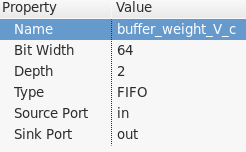 Property Value
Name buffer_weight_V_c
Bit Width 64
Depth 2
Type FIFO
Source Port in
Sink Port out